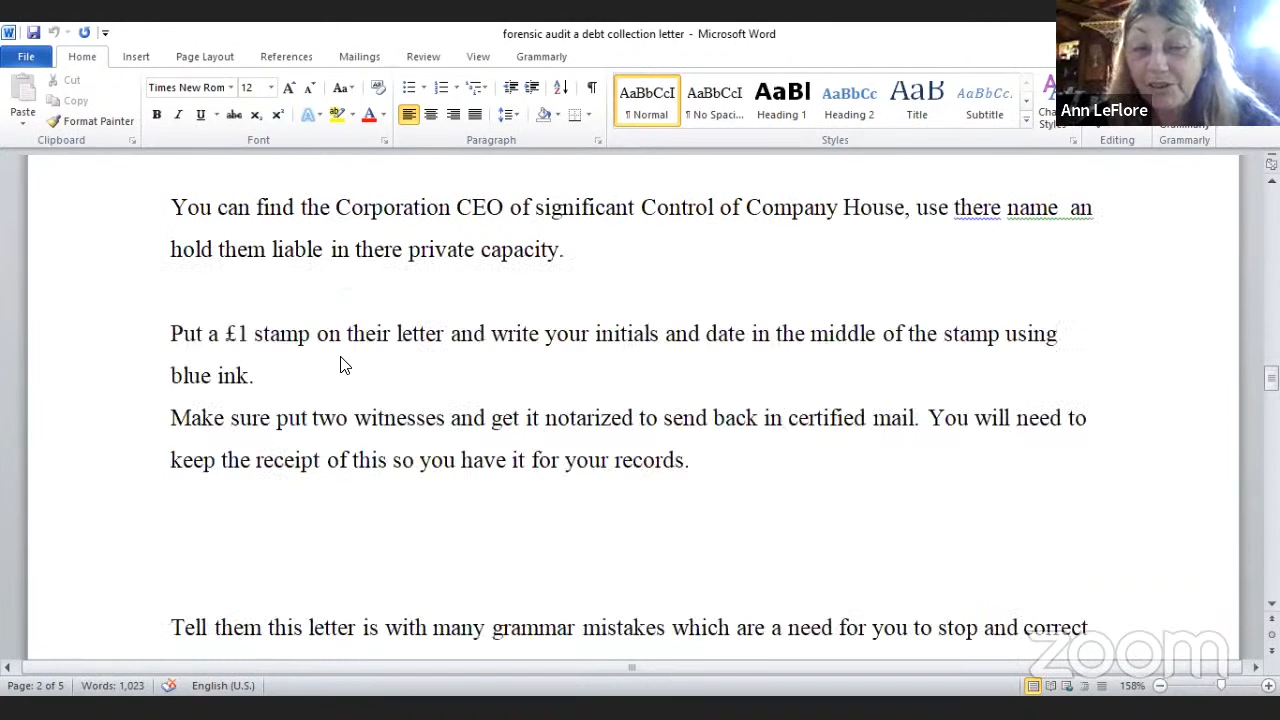 forensic audit a debt collection letter - Microsoft Word
File Home Insert Page Layout References Mailings Review View Grammarly
Paste
Cut
Copy
Format Painter
Clipboard
Times New Rom 12
Font
Paragraph
AaBbCcI AaBbCcI AaBl AaBbCc AaB AaBbCc.
¶ Normal ¶ No Spaci... Heading 1 Heading 2 Title Subtitle
Styles
Styles
Editing Grammarly
Ann LeFlore
You can find the Corporation CEO of significant Control of Company House, use there name an
hold them liable in there private capacity.
Put a £1 stamp on their letter and write your initials and date in the middle of the stamp using
blue ink.
Make sure put two witnesses and get it notarized to send back in certified mail. You will need to
keep the receipt of this so you have it for your records.
Tell them this letter is with many grammar mistakes which are a need for you to stop and correct
zoom
Page: 2 of 5 Words: 1,023 English (U.S.) 158%